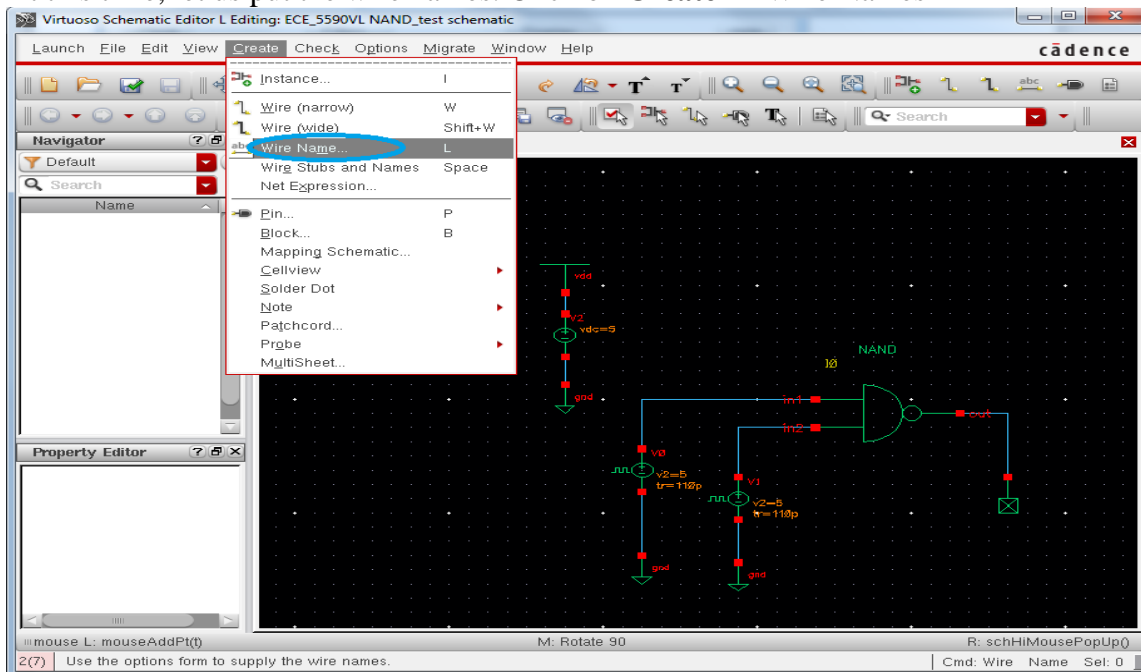 Virtuoso Schematic Editor L Editing: ECE_5590VL NAND_test schematic
Launch File Edit View Create Check Options Migrate Window Help
cādence
Instance... I
Wire (narrow) W
Wire (wide) Shift+W
Wire Name... L
Wire Stubs and Names Space
Net Expression...
Pin... P
Block... B
Mapping Schematic...
Cellview
Solder Dot
Note
Patchcord...
Probe
MultiSheet...
Search
Navigator
Default
Search
Name
Property Editor
vdd
V2
vdc=5
gnd
NAND
I0
in1
in2
out
V0
v2=5
tr=110p
V1
v2=5
tr=110p
gnd
gnd
mouse L: mouseAddPt(t) M: Rotate 90 R: schHiMousePopUp()
2(7) Use the options form to supply the wire names. Cmd: Wire Name Sel: 0